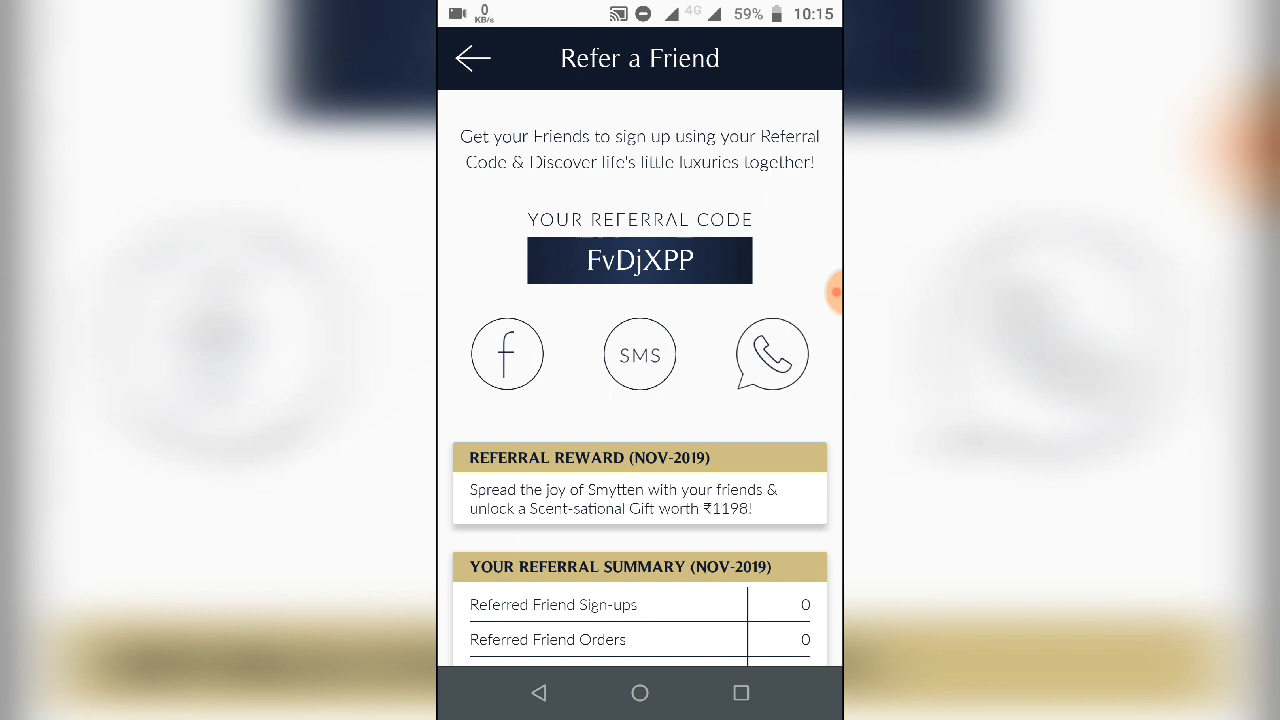 0
KB/s
4G
59%
10:15
Refer a Friend
Get your Friends to sign up using your Referral
Code & Discover life's little luxuries together!
YOUR REFERRAL CODE
FvDjXPP
f
SMS
REFERRAL REWARD (NOV-2019)
Spread the joy of Smytten with your friends &
unlock a Scent-sational Gift worth ₹1198!
YOUR REFERRAL SUMMARY (NOV-2019)
Referred Friend Sign-ups 0
Referred Friend Orders 0